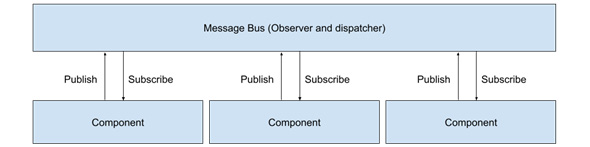 Message Bus (Observer and dispatcher)
Publish Subscribe Publish Subscribe Publish Subscribe
Component Component Component